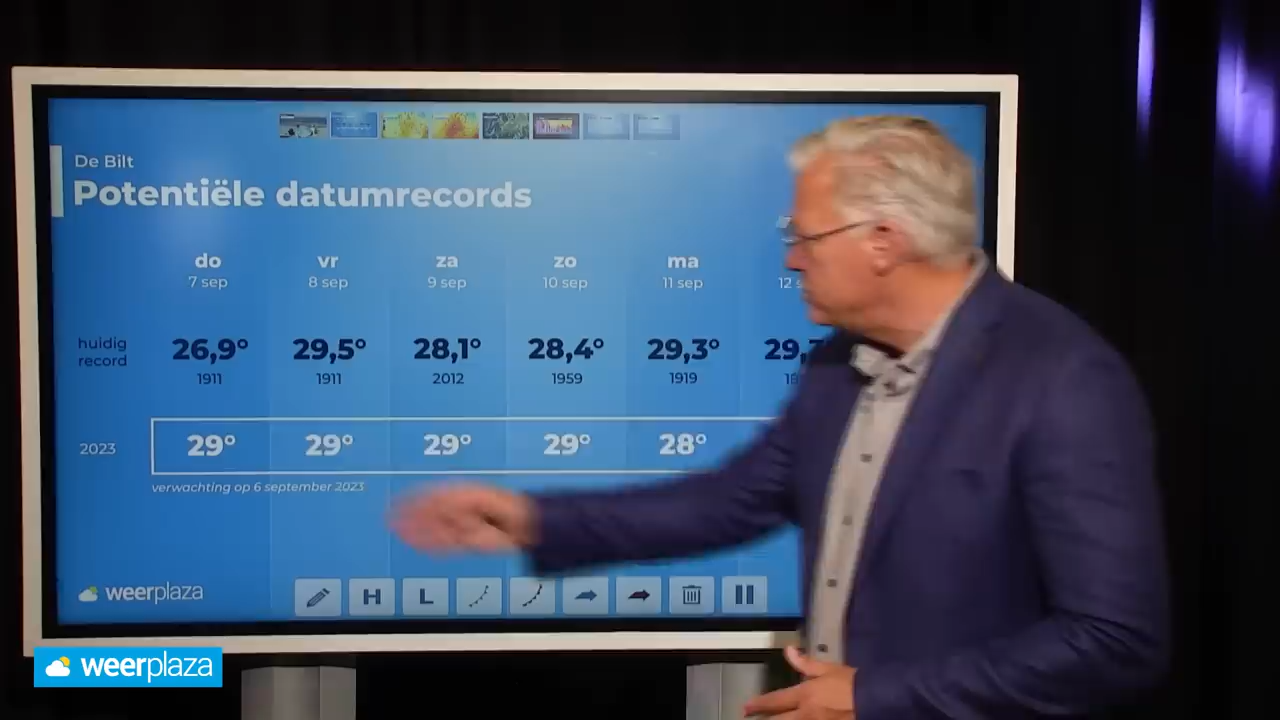 De Bilt
Potentiële datumrecords
do vr za zo ma
7 sep 8 sep 9 sep 10 sep 11 sep 12
huidig
record
26,9° 29,5° 28,1° 28,4° 29,3°
1911 1911 2012 1959 1919
2023 29° 29° 29° 29° 28°
verwachting op 6 september 2023
weerplaza
H L
weerplaza